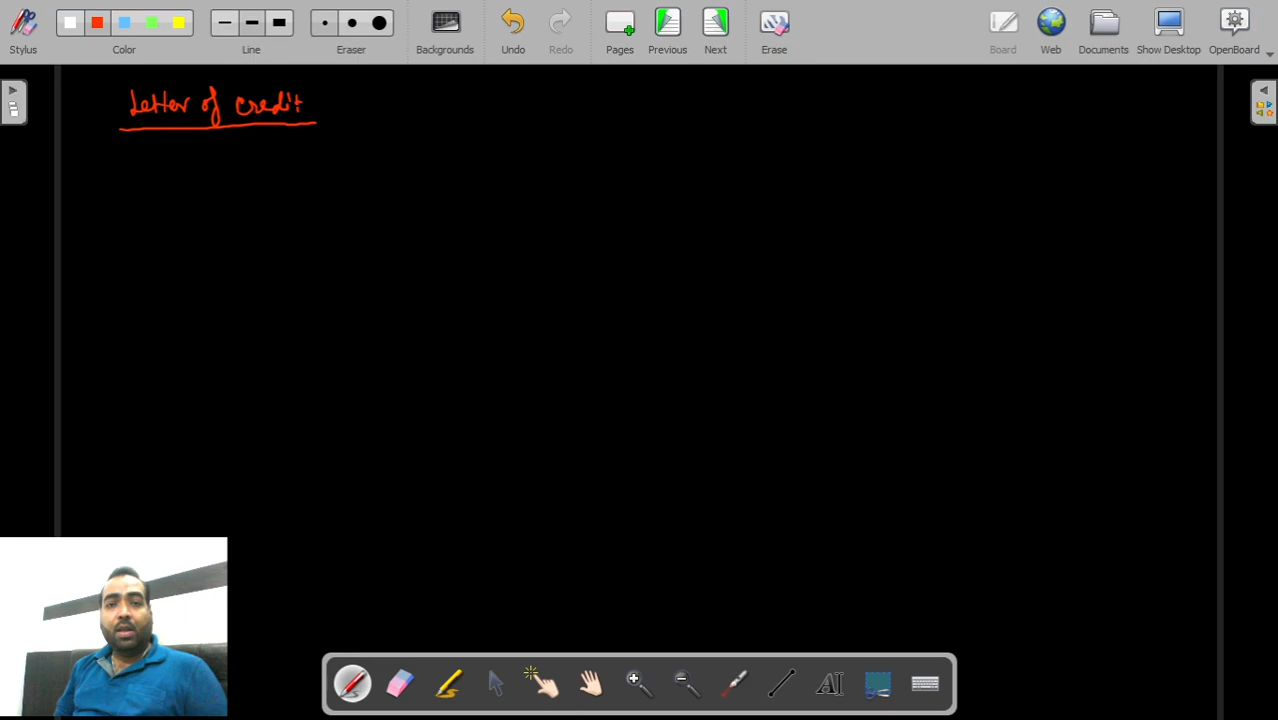 Stylus
Color
Line
Eraser
Backgrounds
Undo
Redo
Pages
Previous
Next
Erase
Board
Web
Documents
Show Desktop
OpenBoard
Letter of credit
AI